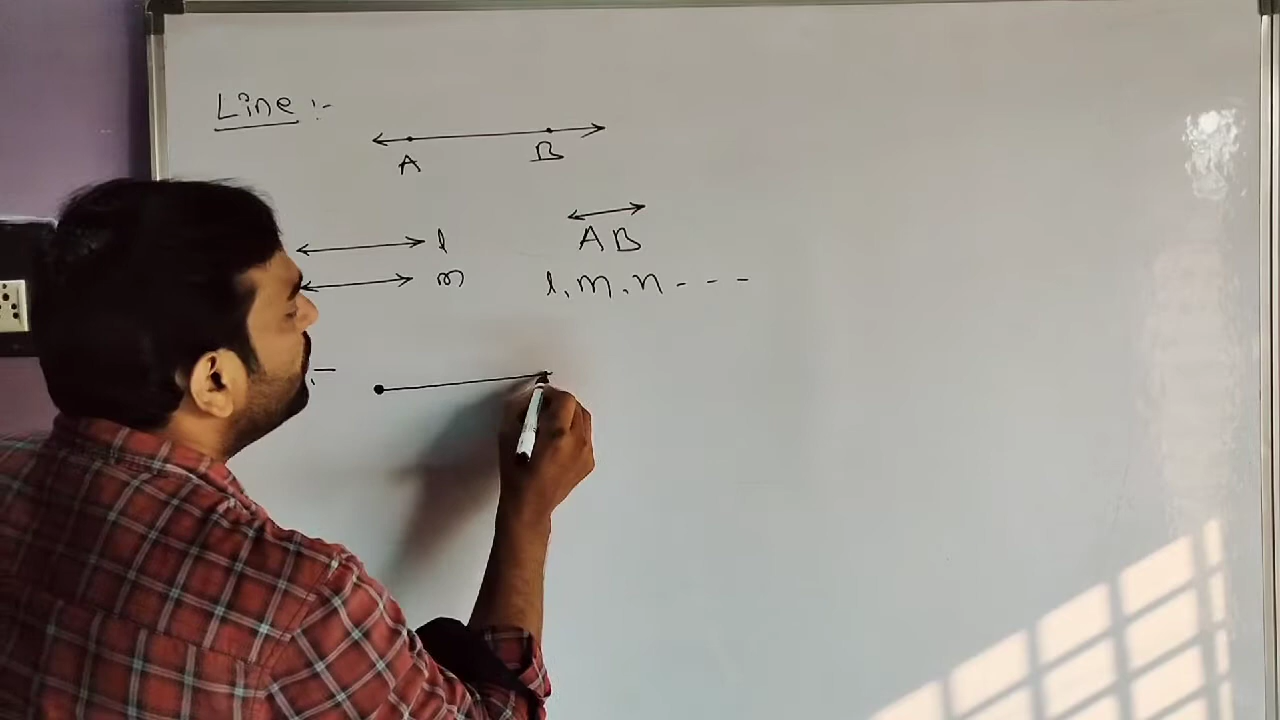 Line :-
A B
l
AB
m
l, m, n - - -
:-